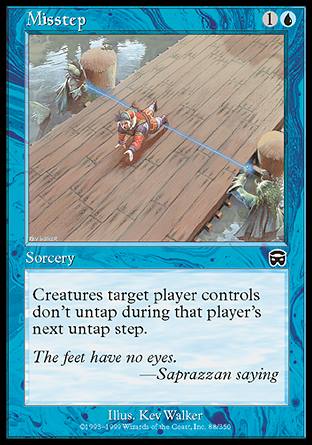 Misstep 1
Sorcery
Creatures target player controls
don't untap during that player's
next untap step.
The feet have no eyes.
—Saprazzan saying
Illus. Kev Walker
©1993–1999 Wizards of the Coast, Inc. 88/350